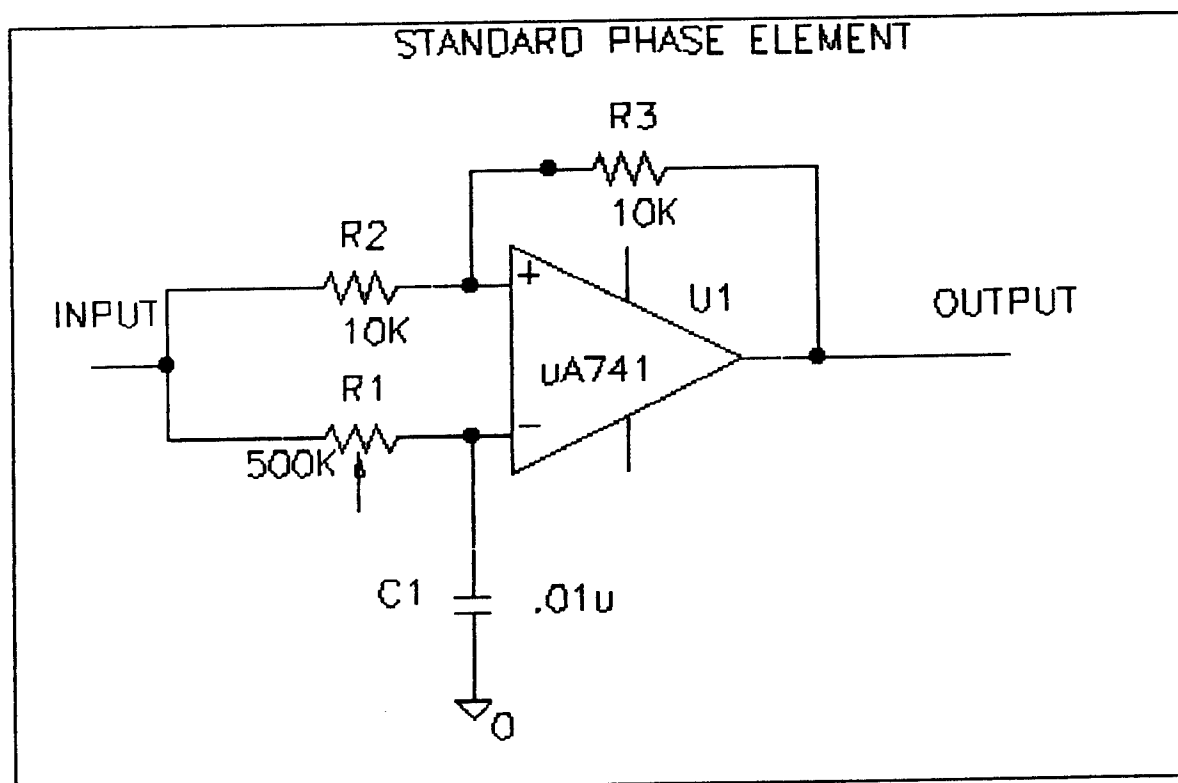 STANDARD PHASE ELEMENT
R3
10K
R2
+
U1
INPUT
10K
OUTPUT
uA741
R1
-
500K
C1
.01u
0